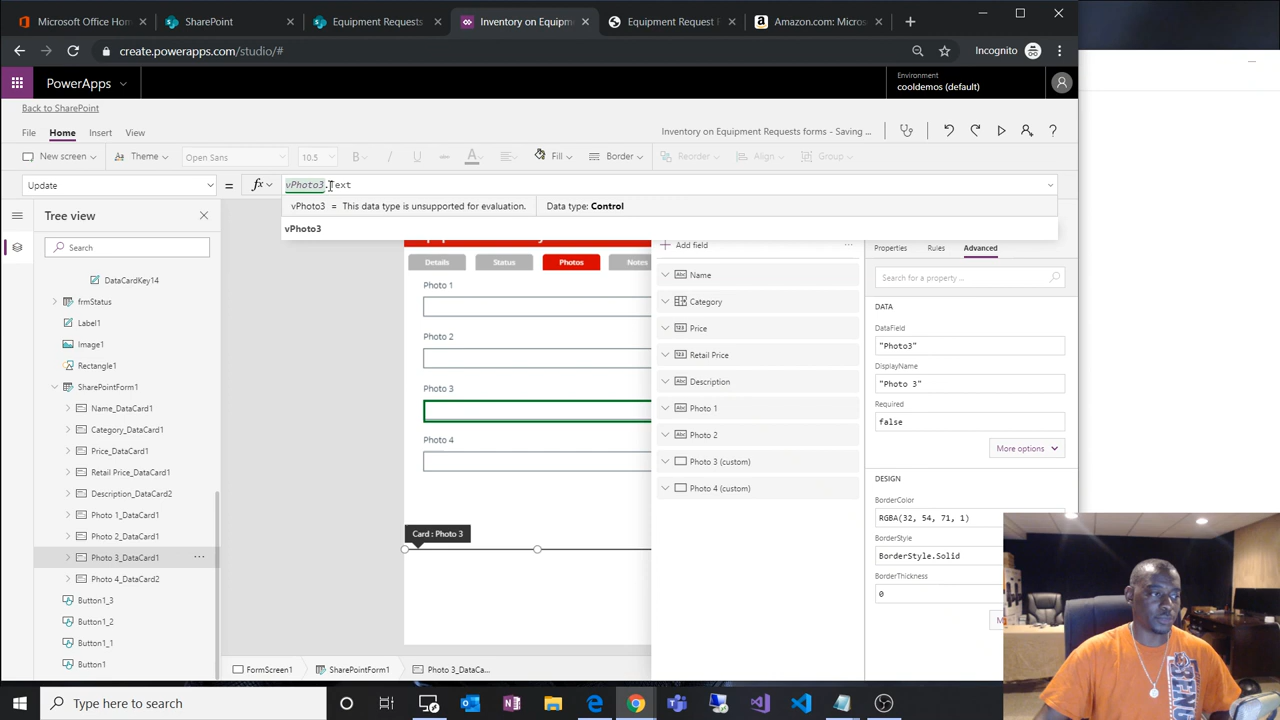 Microsoft Office Hom
SharePoint
Equipment Requests
Inventory on Equipm
Equipment Request F
Amazon.com: Micros
create.powerapps.com/studio/#
Incognito
PowerApps
Environment
cooldemos (default)
Back to SharePoint
File
Home
Insert
View
Inventory on Equipment Requests forms - Saving ...
New screen
Theme
Open Sans
10.5
B
I
U
abc
A
Fill
Border
Reorder
Align
Group
Update
= fx
vPhoto3.Text
vPhoto3 = This data type is unsupported for evaluation.
Data type: Control
vPhoto3
Tree view
Search
DataCardKey14
frmStatus
Label1
Image1
Rectangle1
SharePointForm1
Name_DataCard1
Category_DataCard1
Price_DataCard1
Retail Price_DataCard1
Description_DataCard2
Photo 1_DataCard1
Photo 2_DataCard1
Photo 3_DataCard1
Photo 4_DataCard2
Button1_3
Button1_2
Button1_1
Button1
Details
Status
Photos
Notes
Photo 1
Photo 2
Photo 3
Photo 4
Card : Photo 3
FormScreen1
SharePointForm1
Photo 3_DataCa...
Add field
Name
Category
Price
Retail Price
Description
Photo 1
Photo 2
Photo 3 (custom)
Photo 4 (custom)
Properties
Rules
Advanced
Search for a property ...
DATA
DataField
"Photo3"
DisplayName
"Photo 3"
Required
false
More options
DESIGN
BorderColor
RGBA(32, 54, 71, 1)
BorderStyle
BorderStyle.Solid
BorderThickness
0
Type here to search